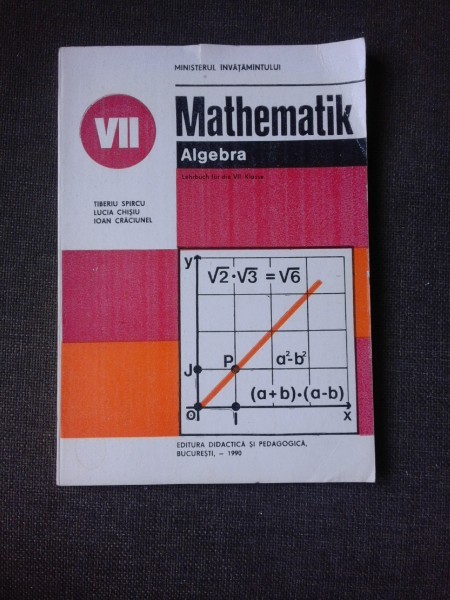 MINISTERUL ÎNVĂȚĂMÎNTULUI
VII
Mathematik
Algebra
Lehrbuch für die VII. Klasse
TIBERIU SPIRCU
LUCIA CHIȘIU
IOAN CRĂCIUNEL
y
√2·√3 = √6
J
P
a²-b²
(a+b)·(a-b)
O
I
x
EDITURA DIDACTICĂ ȘI PEDAGOGICĂ,
BUCUREȘTI, – 1990